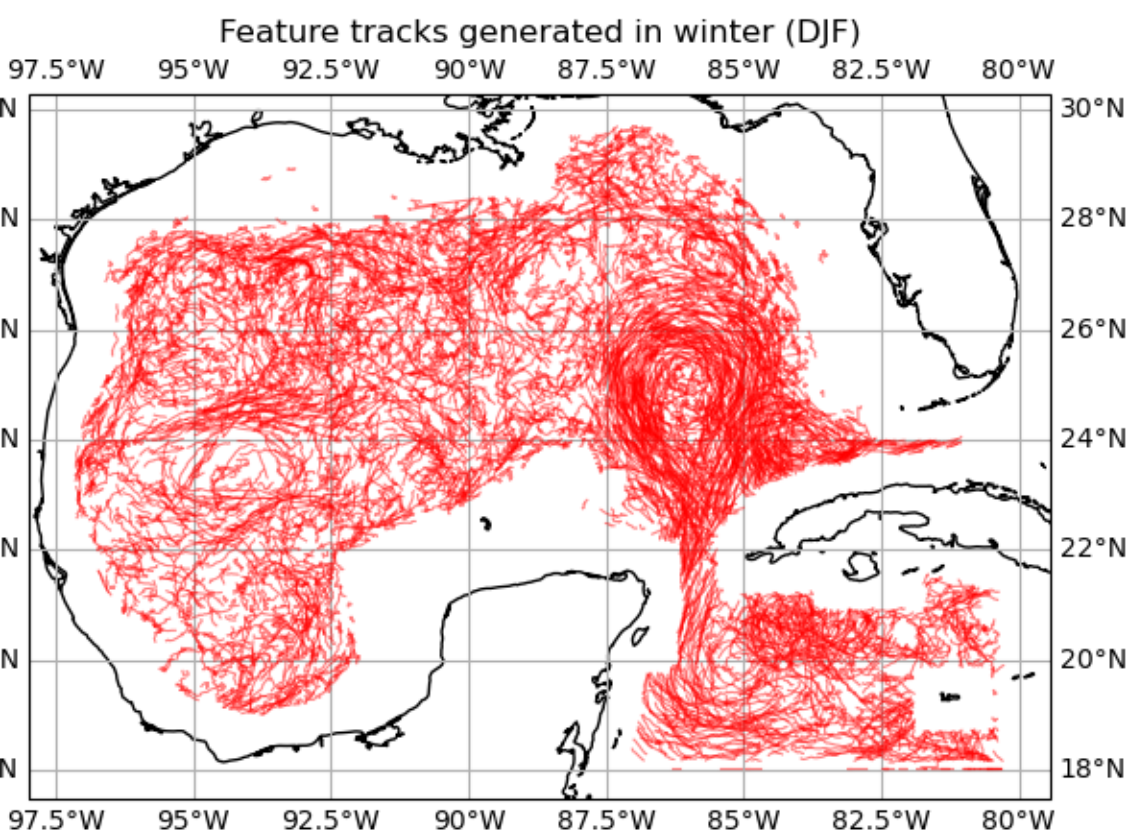 Feature tracks generated in winter (DJF)
97.5°W 95°W 92.5°W 90°W 87.5°W 85°W 82.5°W 80°W
N 30°N
N 28°N
N 26°N
N 24°N
N 22°N
N 20°N
N 18°N
97.5°W 95°W 92.5°W 90°W 87.5°W 85°W 82.5°W 80°W